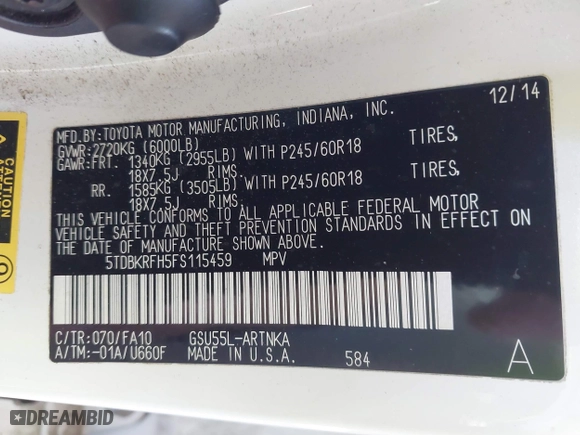 12/14
MFD.BY:TOYOTA MOTOR MANUFACTURING, INDIANA, INC.
GVWR:2720KG (6000LB)
GAWR:FRT. 1340KG (2955LB) WITH P245/60R18 TIRES,
18X7.5J RIMS.
RR. 1585KG (3505LB) WITH P245/60R18 TIRES,
18X7.5J RIMS.
THIS VEHICLE CONFORMS TO ALL APPLICABLE FEDERAL MOTOR
VEHICLE SAFETY AND THEFT PREVENTION STANDARDS IN EFFECT ON
THE DATE OF MANUFACTURE SHOWN ABOVE.
5TDBKRFH5FS115459 MPV
C/TR:070/FA10 GSU55L-ARTNKA
A/TM:-01A/U660F MADE IN U.S.A. 584 A
CAUTION
DREAMBID